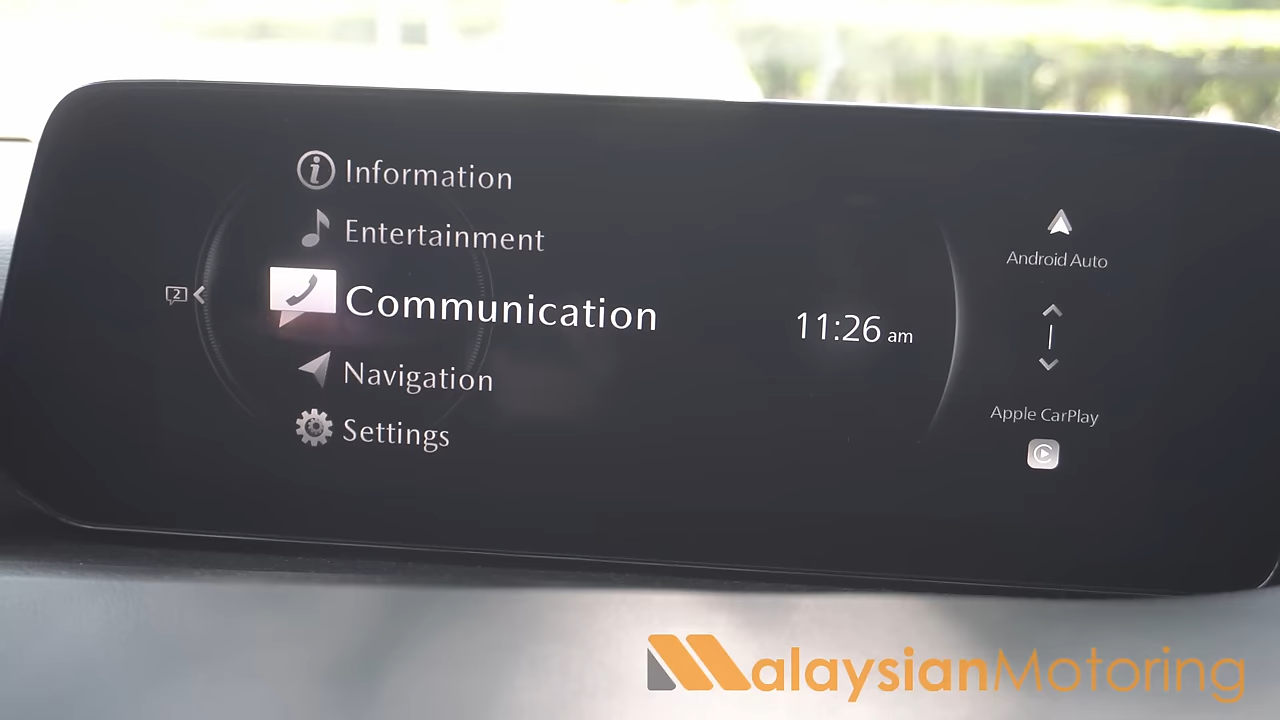 Information
Entertainment
2
Communication
Navigation
Settings
11:26 am
Android Auto
Apple CarPlay
MalaysianMotoring